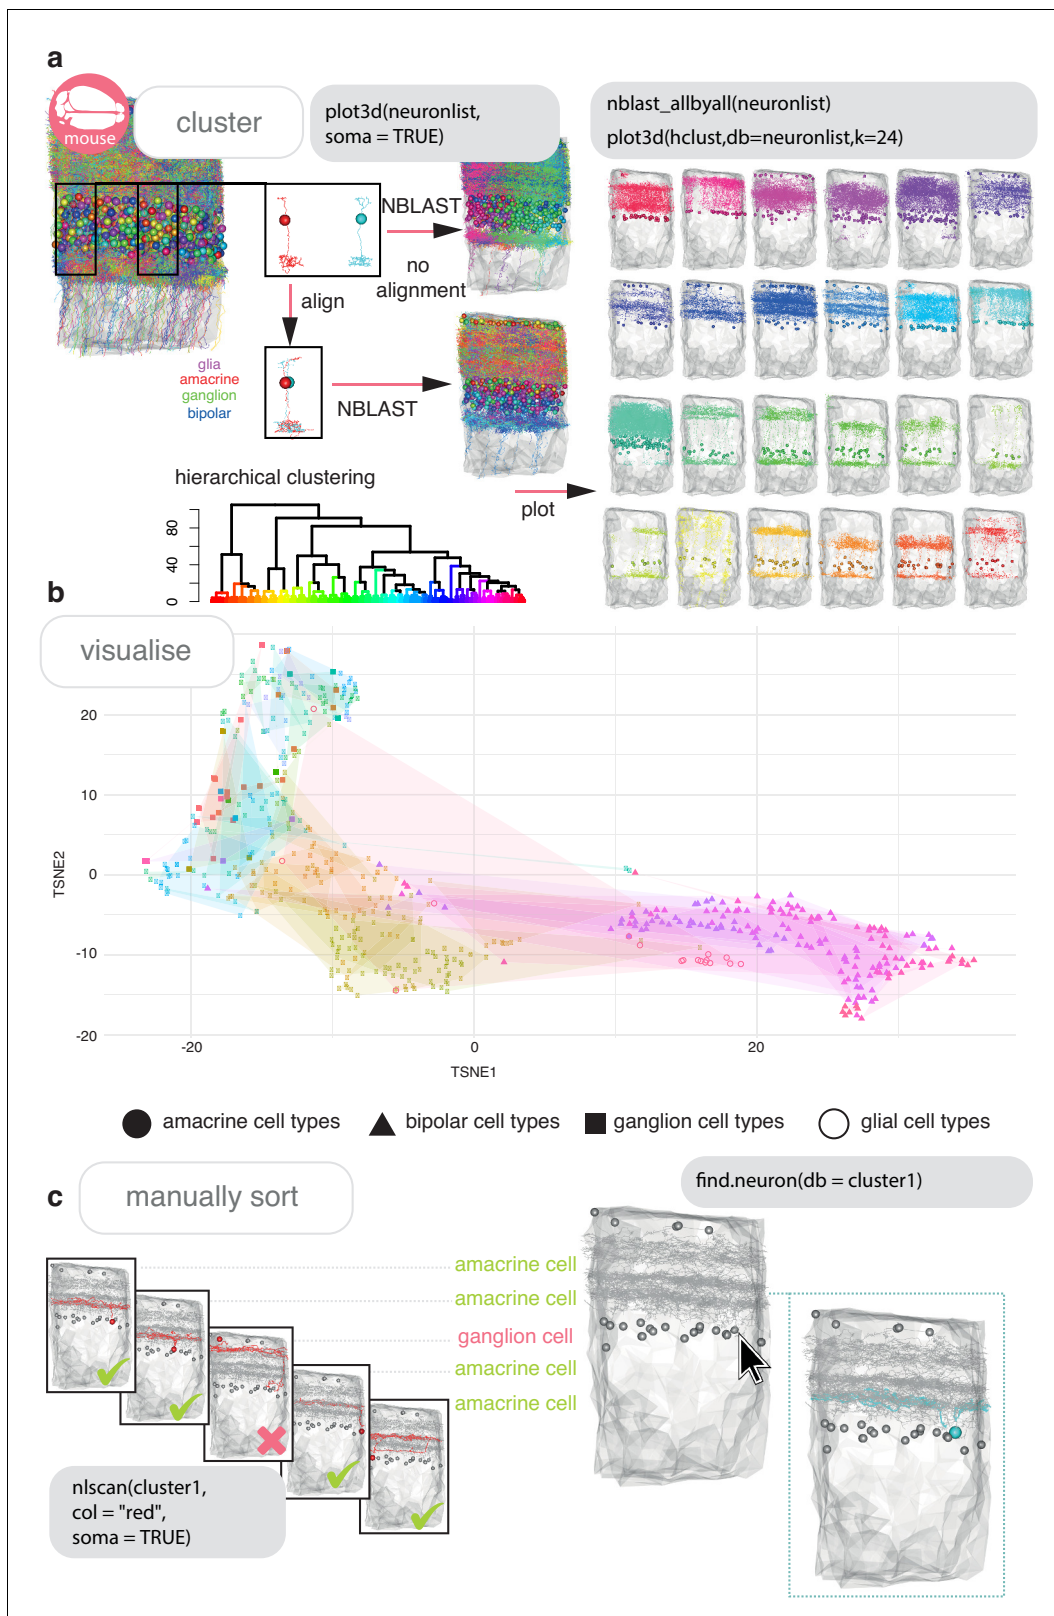 a
mouse
cluster
plot3d(neuronlist,
soma = TRUE)
nblast_allbyall(neuronlist)
plot3d(hclust,db=neuronlist,k=24)
NBLAST
no
alignment
align
glia
amacrine
ganglion
bipolar
NBLAST
hierarchical clustering
plot
80
40
0
b
visualise
20
10
0
-10
-20
TSNE2
-20
0
20
TSNE1
amacrine cell types
bipolar cell types
ganglion cell types
glial cell types
c
manually sort
find.neuron(db = cluster1)
amacrine cell
amacrine cell
ganglion cell
amacrine cell
amacrine cell
nlscan(cluster1,
col = "red",
soma = TRUE)